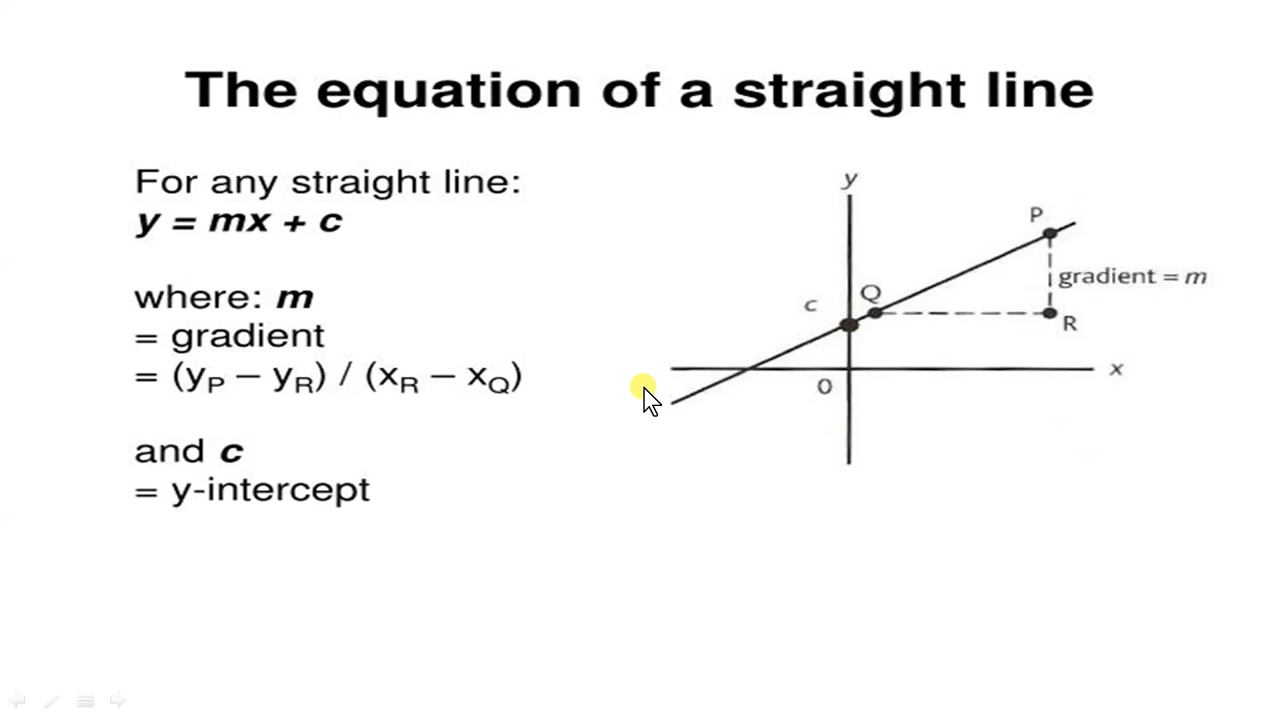 The equation of a straight line
For any straight line:
y = mx + c
where: m
= gradient
= (yP – yR) / (xR – xQ)
and c
= y-intercept
y
P
gradient = m
Q
c
R
x
0